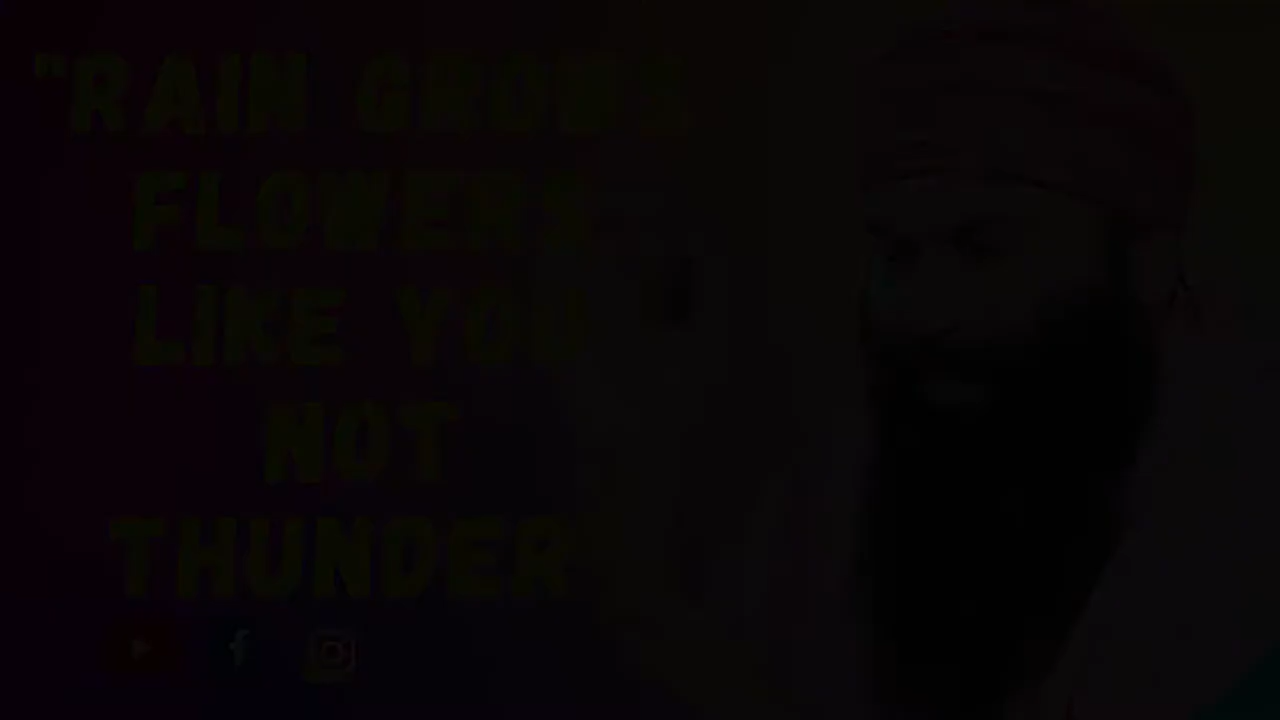 "RAIN GROWS
FLOWERS
LIKE YOU
NOT
THUNDER